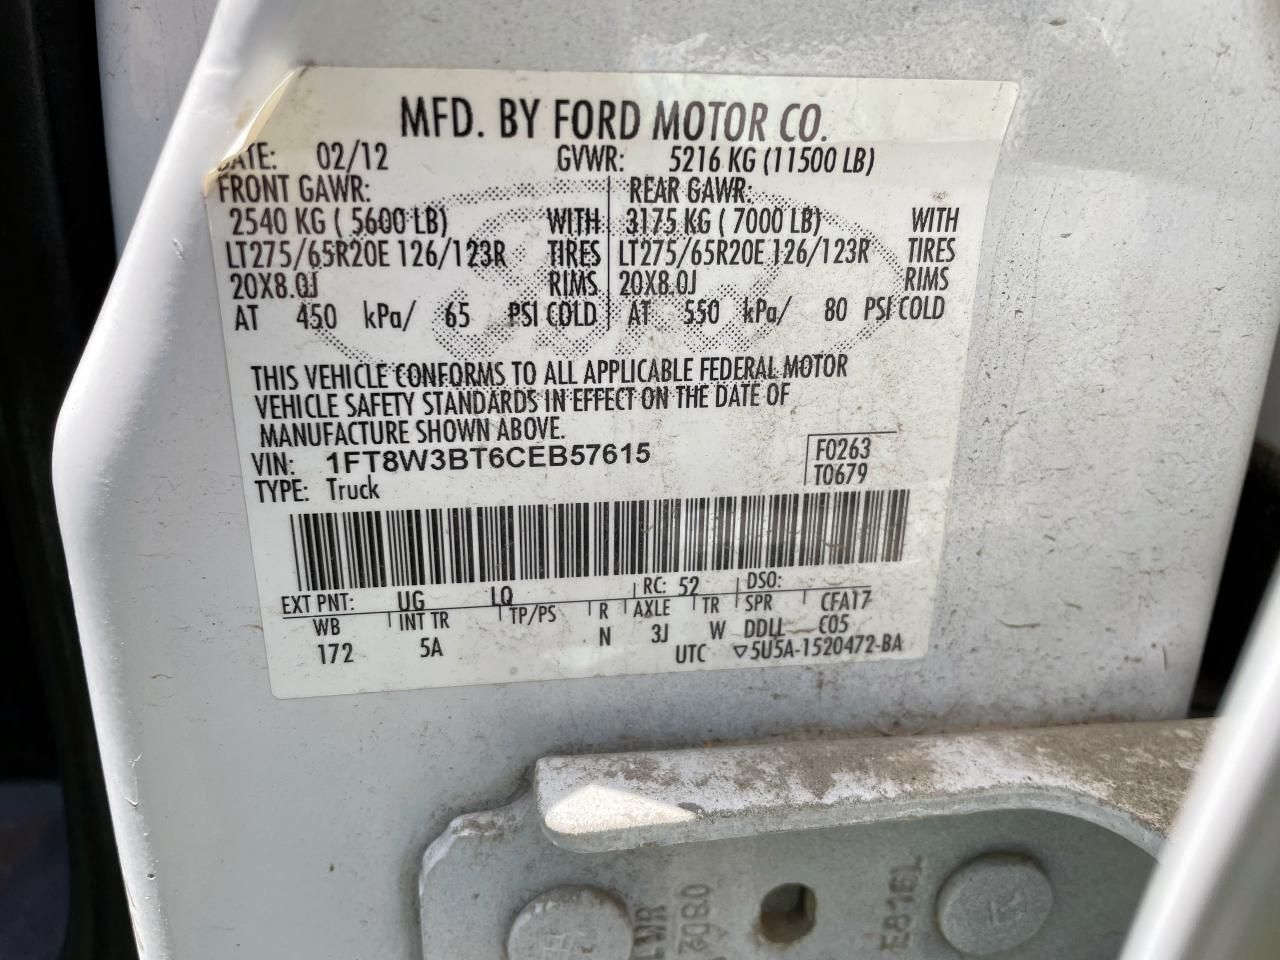 MFD. BY FORD MOTOR CO.
DATE: 02/12 GVWR: 5216 KG (11500 LB)
FRONT GAWR: REAR GAWR:
2540 KG ( 5600 LB) WITH 3175 KG ( 7000 LB) WITH
LT275/65R20E 126/123R TIRES LT275/65R20E 126/123R TIRES
20X8.0J RIMS 20X8.0J RIMS
AT 450 kPa/ 65 PSI COLD AT 550 kPa/ 80 PSI COLD
THIS VEHICLE CONFORMS TO ALL APPLICABLE FEDERAL MOTOR
VEHICLE SAFETY STANDARDS IN EFFECT ON THE DATE OF
MANUFACTURE SHOWN ABOVE.
VIN: 1FT8W3BT6CEB57615 F0263
TYPE: Truck T0679
EXT PNT: UG LQ RC: 52 DSO:
WB INT TR TP/PS R AXLE TR SPR CFA17
172 5A N 3J W DDLL C05
UTC ▽5U5A-1520472-BA